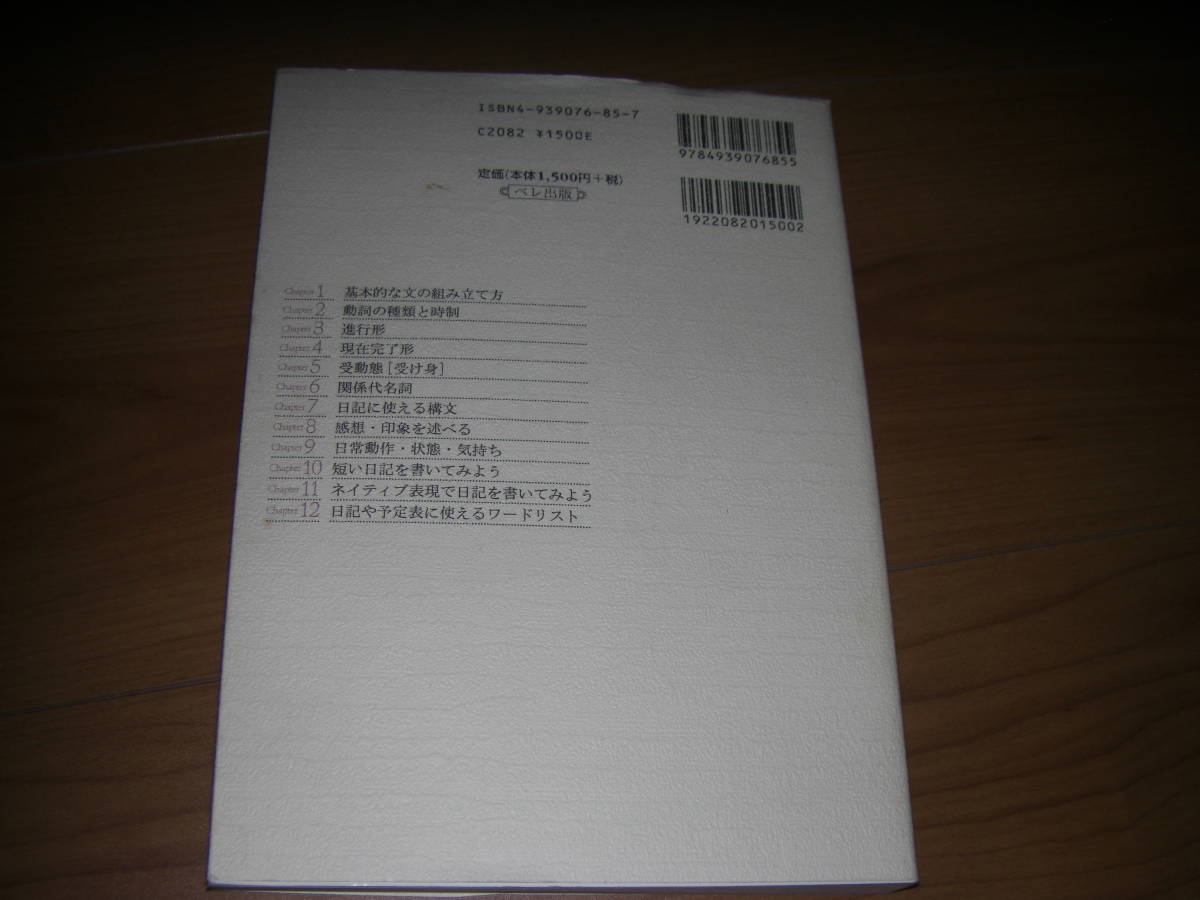 ISBN4-939076-85-7
C2082 ¥1500E
定価(本体1,500円+税)
ベレ出版
9784939076855
1922082015002
Chapter 1 基本的な文の組み立て方
Chapter 2 動詞の種類と時制
Chapter 3 進行形
Chapter 4 現在完了形
Chapter 5 受動態[受け身]
Chapter 6 関係代名詞
Chapter 7 日記に使える構文
Chapter 8 感想・印象を述べる
Chapter 9 日常動作・状態・気持ち
Chapter 10 短い日記を書いてみよう
Chapter 11 ネイティブ表現で日記を書いてみよう
Chapter 12 日記や予定表に使えるワードリスト